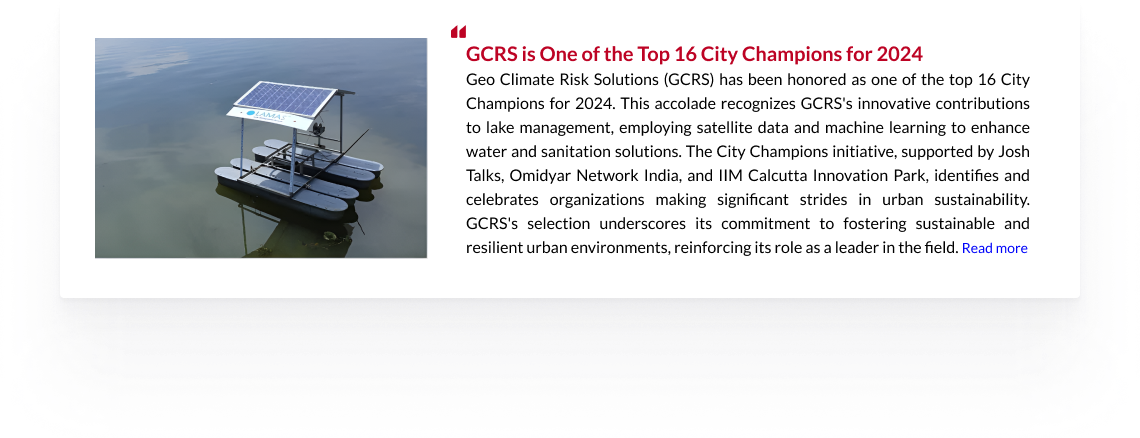 ❝
GCRS is One of the Top 16 City Champions for 2024
Geo Climate Risk Solutions (GCRS) has been honored as one of the top 16 City
Champions for 2024. This accolade recognizes GCRS's innovative contributions
to lake management, employing satellite data and machine learning to enhance
water and sanitation solutions. The City Champions initiative, supported by Josh
Talks, Omidyar Network India, and IIM Calcutta Innovation Park, identifies and
celebrates organizations making significant strides in urban sustainability.
GCRS's selection underscores its commitment to fostering sustainable and
resilient urban environments, reinforcing its role as a leader in the field. Read more